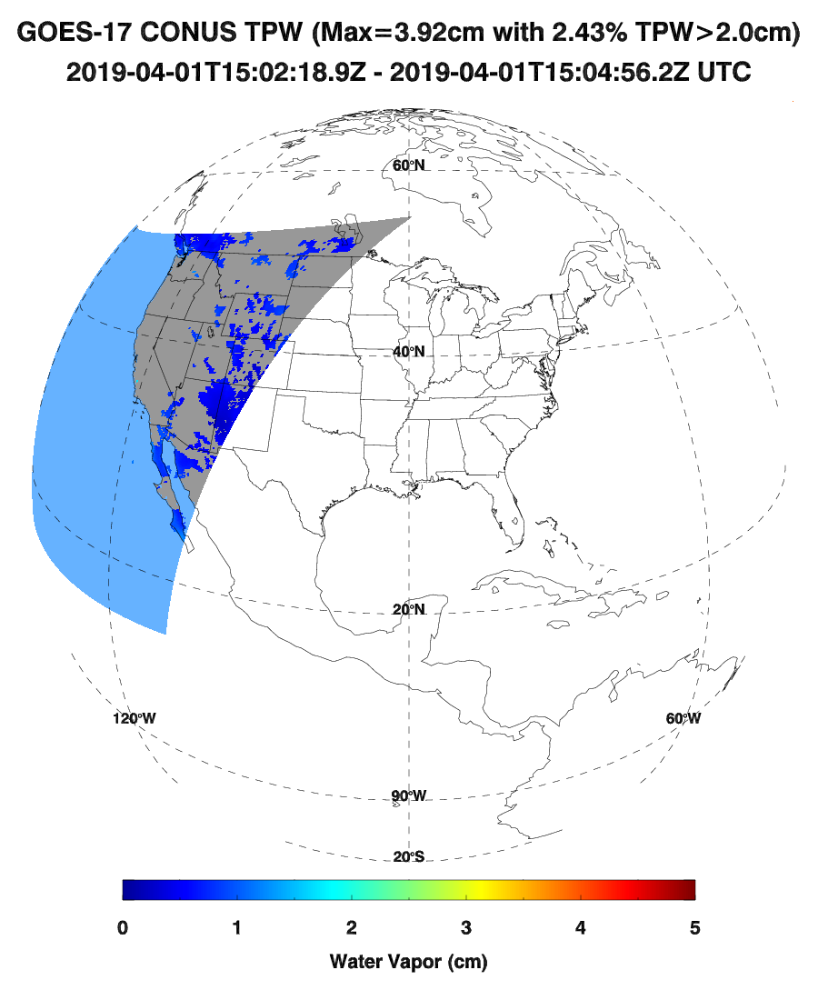 GOES-17 CONUS TPW (Max=3.92cm with 2.43% TPW>2.0cm)
2019-04-01T15:02:18.9Z - 2019-04-01T15:04:56.2Z UTC
60°N
40°N
20°N
120°W
60°W
90°W
20°S
0 1 2 3 4 5
Water Vapor (cm)